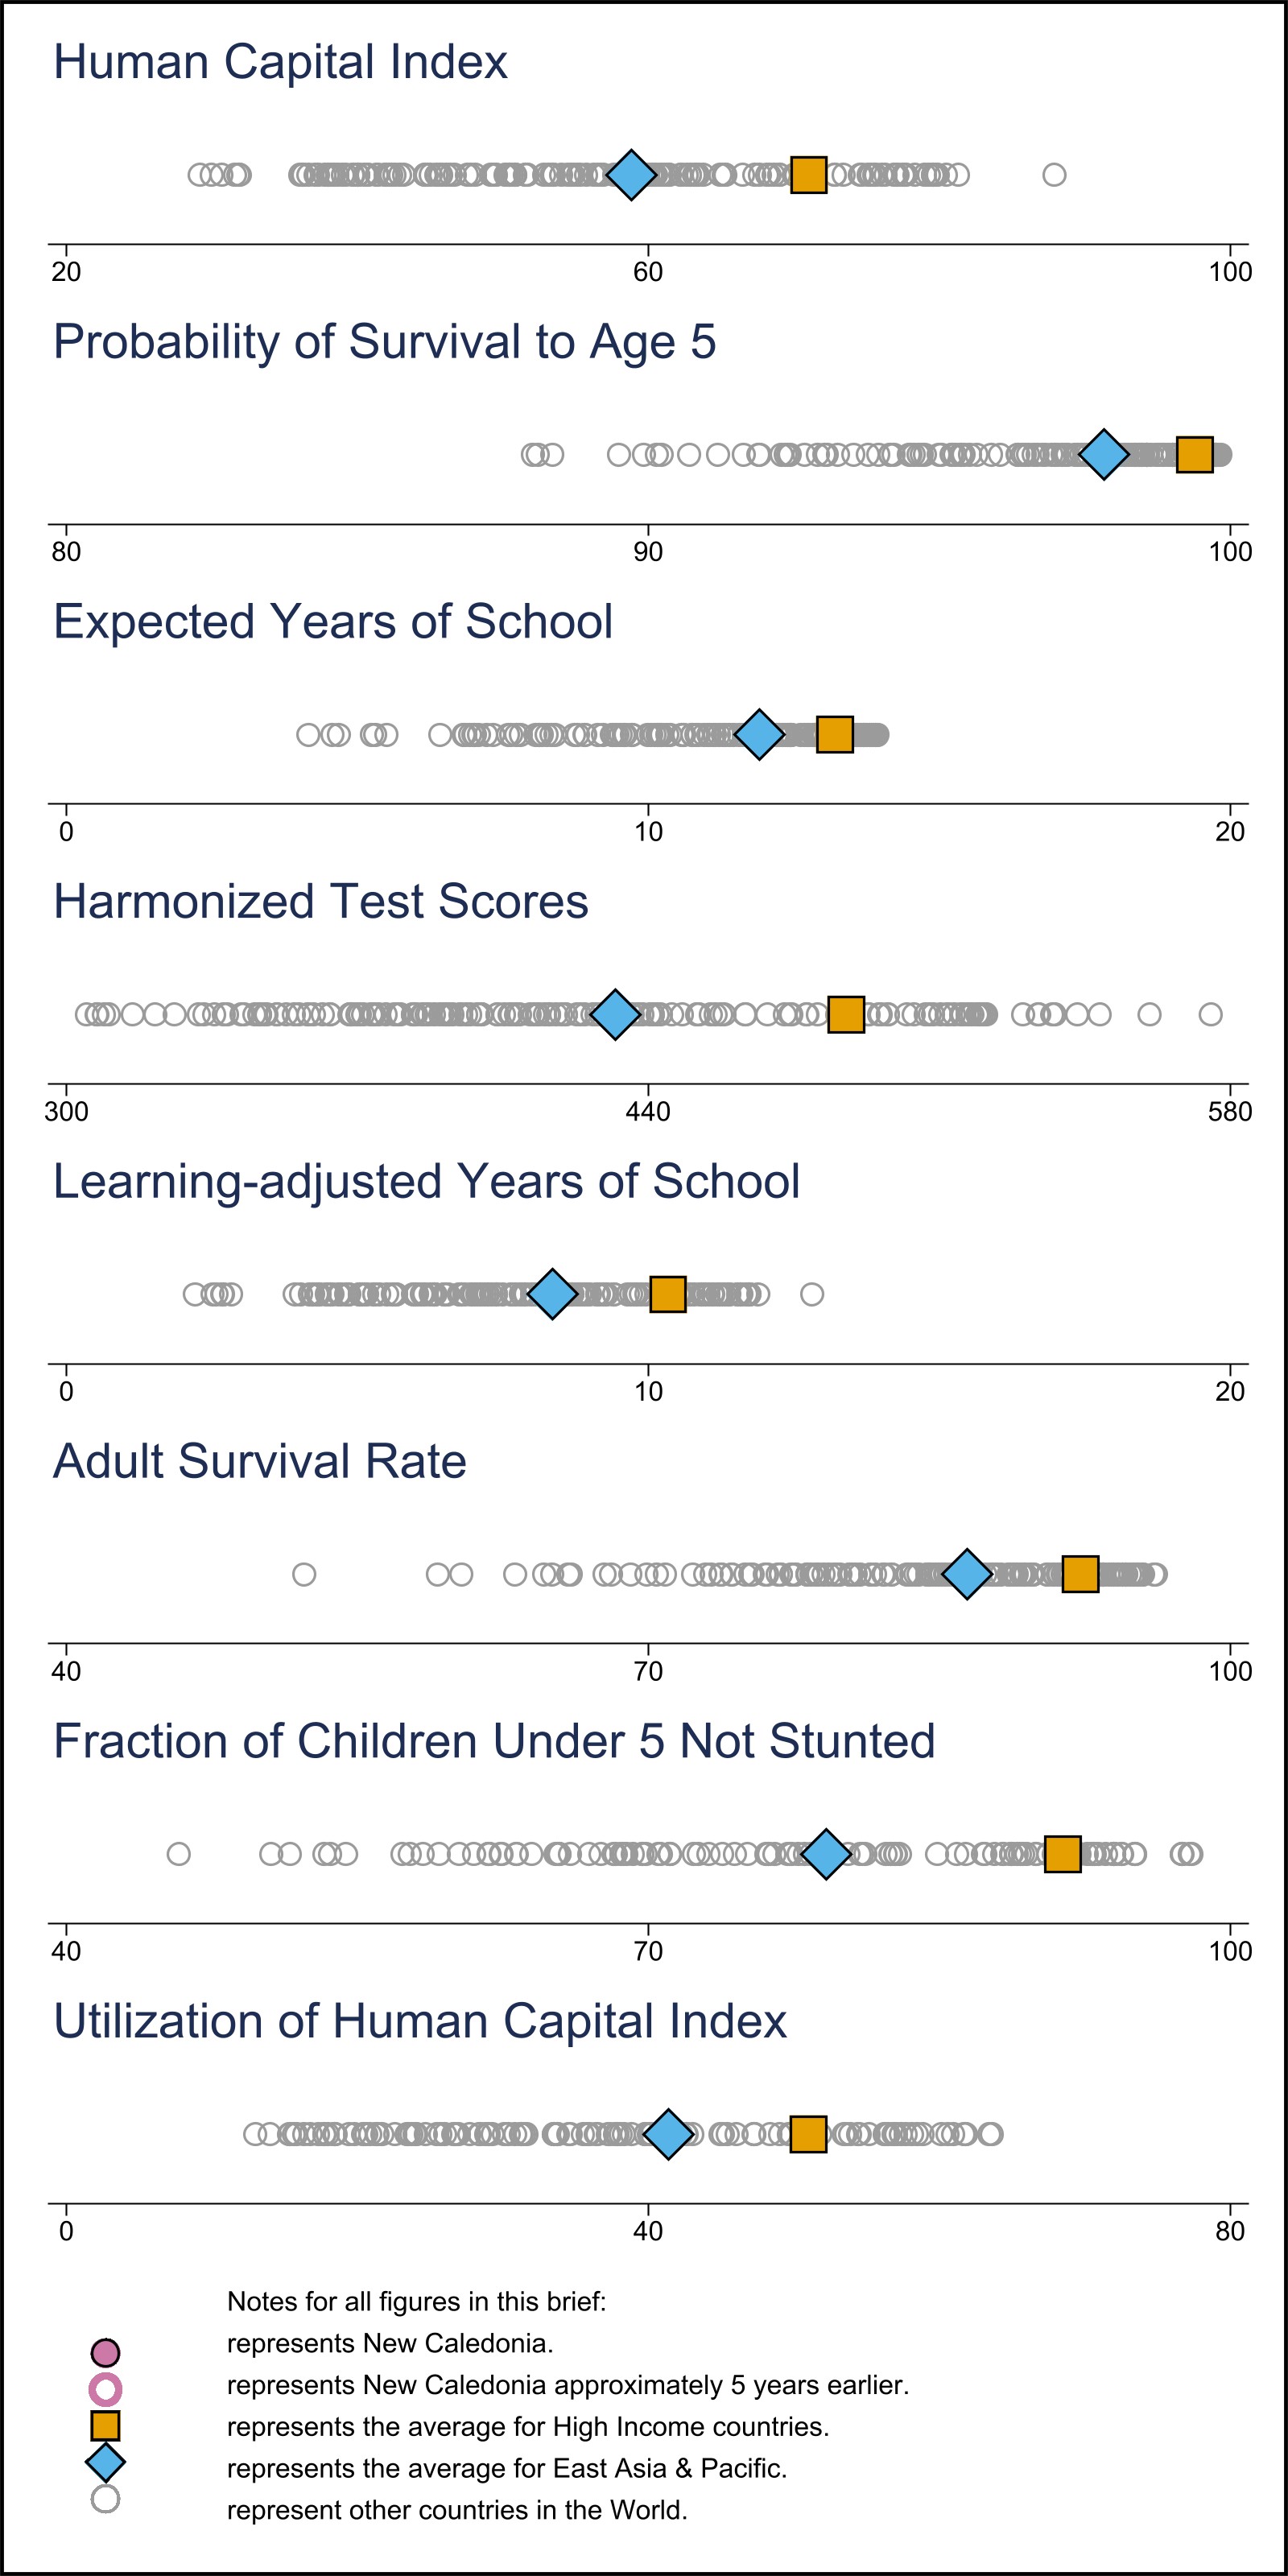 Human Capital Index
20 60 100
Probability of Survival to Age 5
80 90 100
Expected Years of School
0 10 20
Harmonized Test Scores
300 440 580
Learning-adjusted Years of School
0 10 20
Adult Survival Rate
40 70 100
Fraction of Children Under 5 Not Stunted
40 70 100
Utilization of Human Capital Index
0 40 80
Notes for all figures in this brief:
represents New Caledonia.
represents New Caledonia approximately 5 years earlier.
represents the average for High Income countries.
represents the average for East Asia & Pacific.
represent other countries in the World.